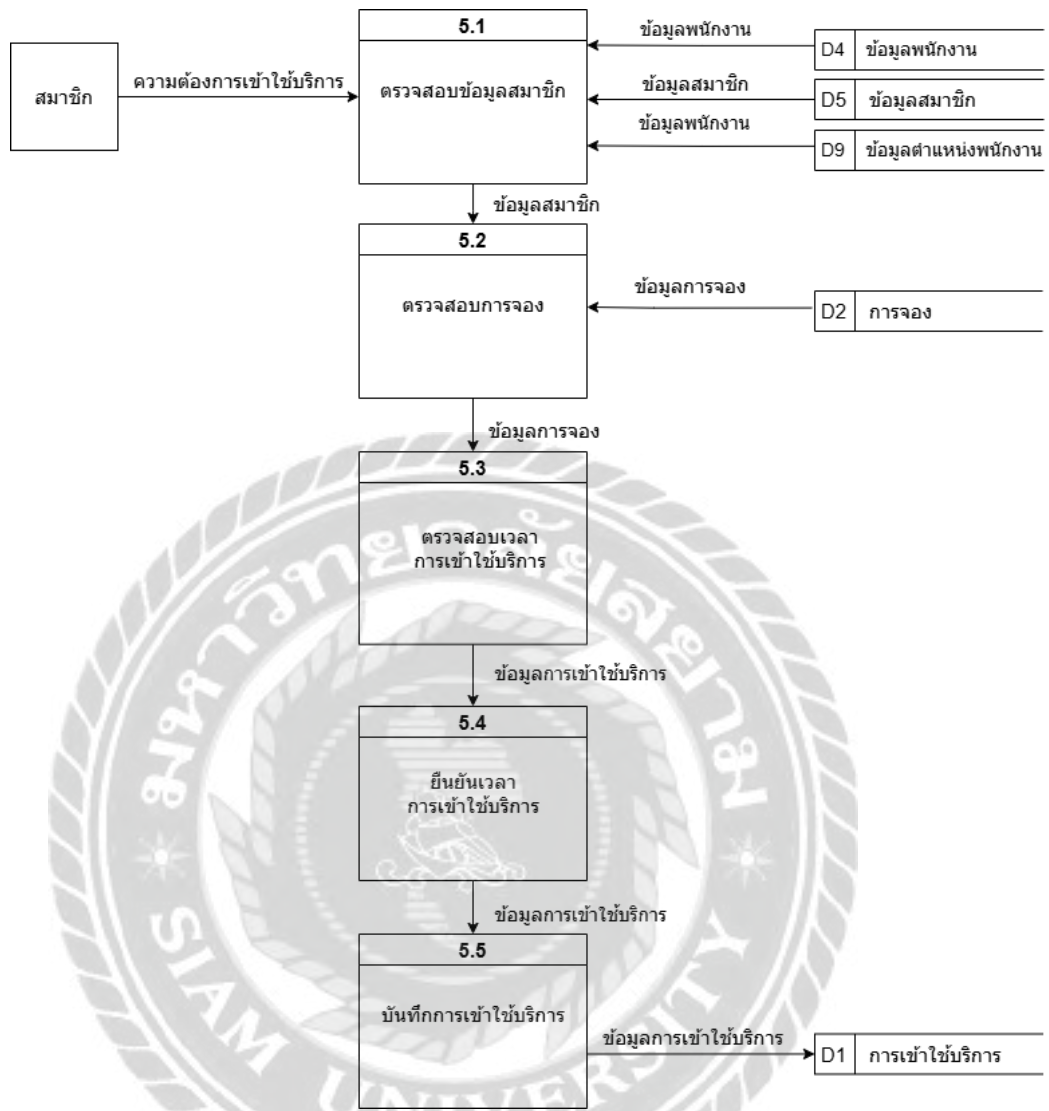 5.1
ข้อมูลพนักงาน
D4 ข้อมูลพนักงาน
สมาชิก
ความต้องการเข้าใช้บริการ
ตรวจสอบข้อมูลสมาชิก
ข้อมูลสมาชิก
D5 ข้อมูลสมาชิก
ข้อมูลพนักงาน
D9 ข้อมูลตำแหน่งพนักงาน
ข้อมูลสมาชิก
5.2
ตรวจสอบการจอง
ข้อมูลการจอง
D2 การจอง
ข้อมูลการจอง
5.3
ตรวจสอบเวลา
การเข้าใช้บริการ
ข้อมูลการเข้าใช้บริการ
5.4
ยืนยันเวลา
การเข้าใช้บริการ
ข้อมูลการเข้าใช้บริการ
5.5
บันทึกการเข้าใช้บริการ
ข้อมูลการเข้าใช้บริการ
D1 การเข้าใช้บริการ
มหาวิทยาลัยสยาม
SIAM UNIVERSITY